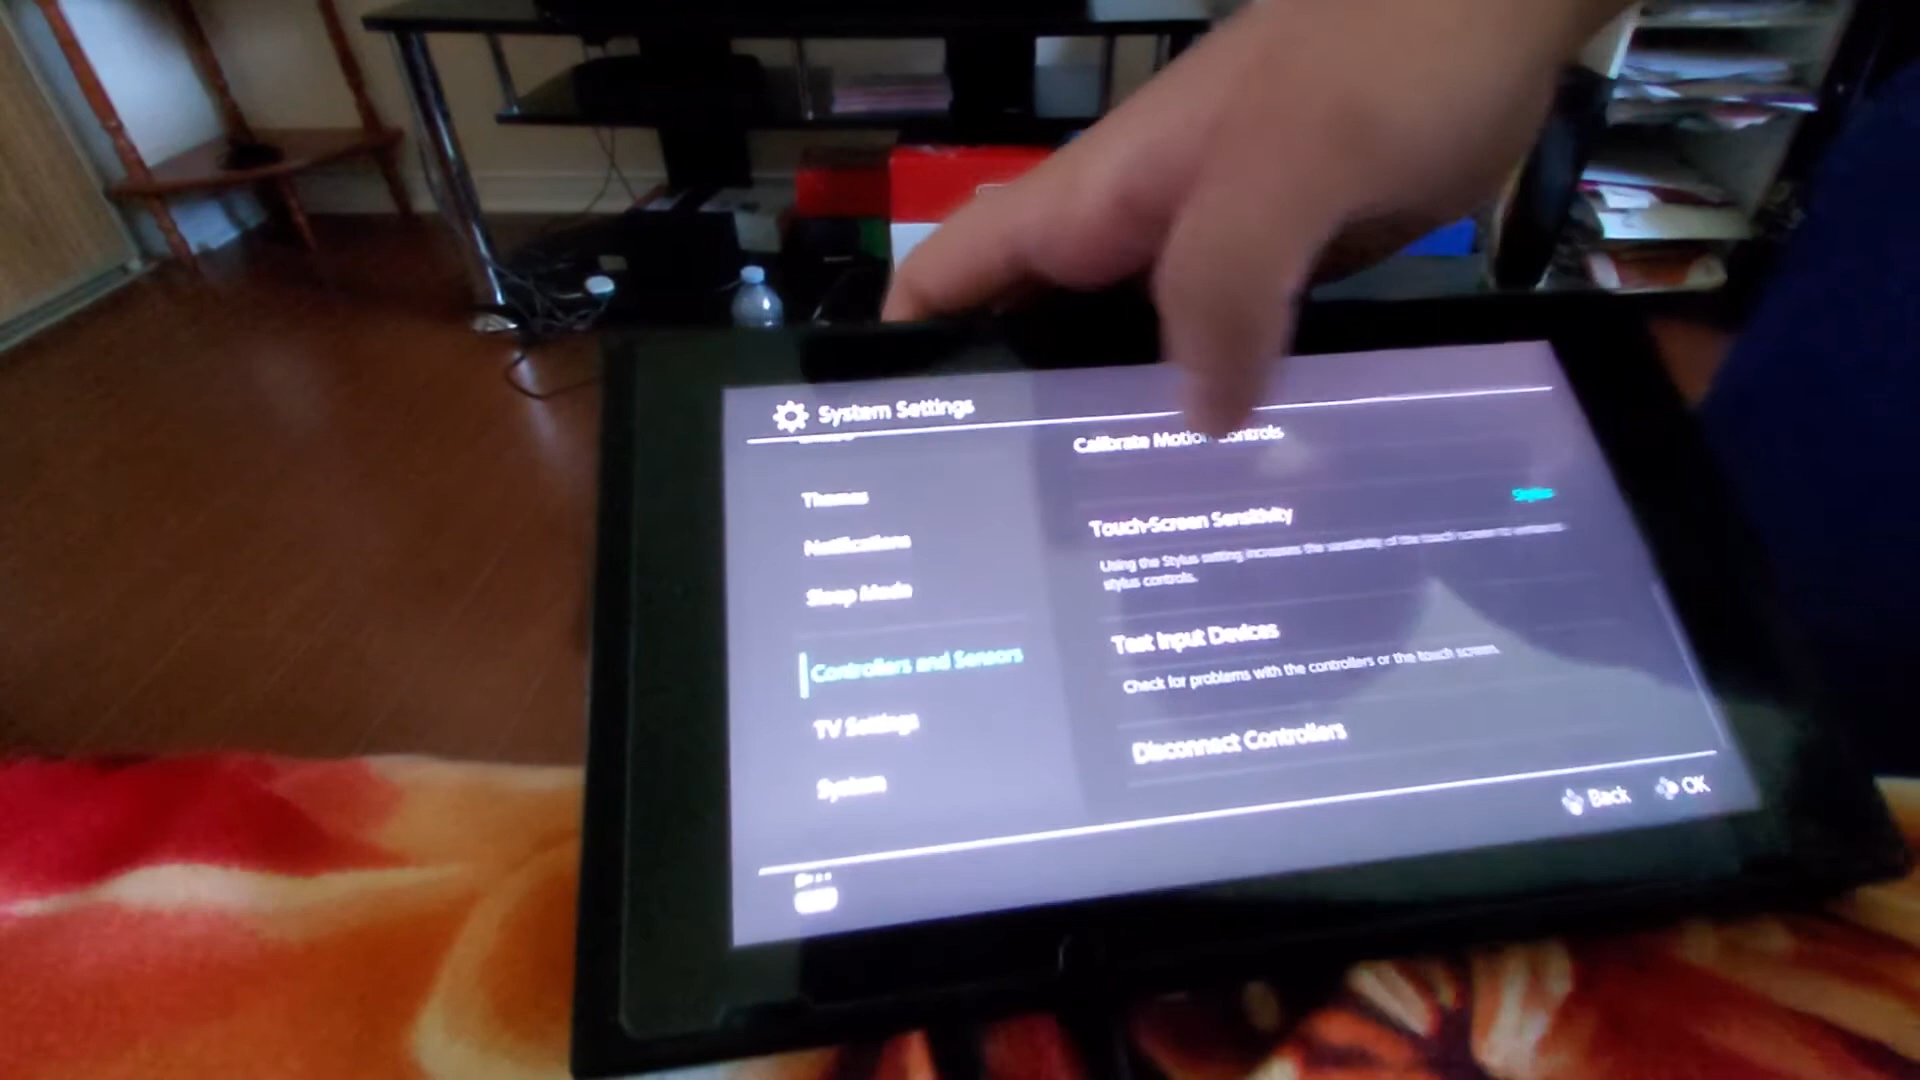 System Settings
Themes
Notifications
Sleep Mode
Controllers and Sensors
TV Settings
System
Calibrate Motion Controls
Touch-Screen Sensitivity
Stylus
Using the Stylus setting increases the sensitivity of the touch screen to enhance
stylus controls.
Test Input Devices
Check for problems with the controllers or the touch screen.
Disconnect Controllers
Back
OK